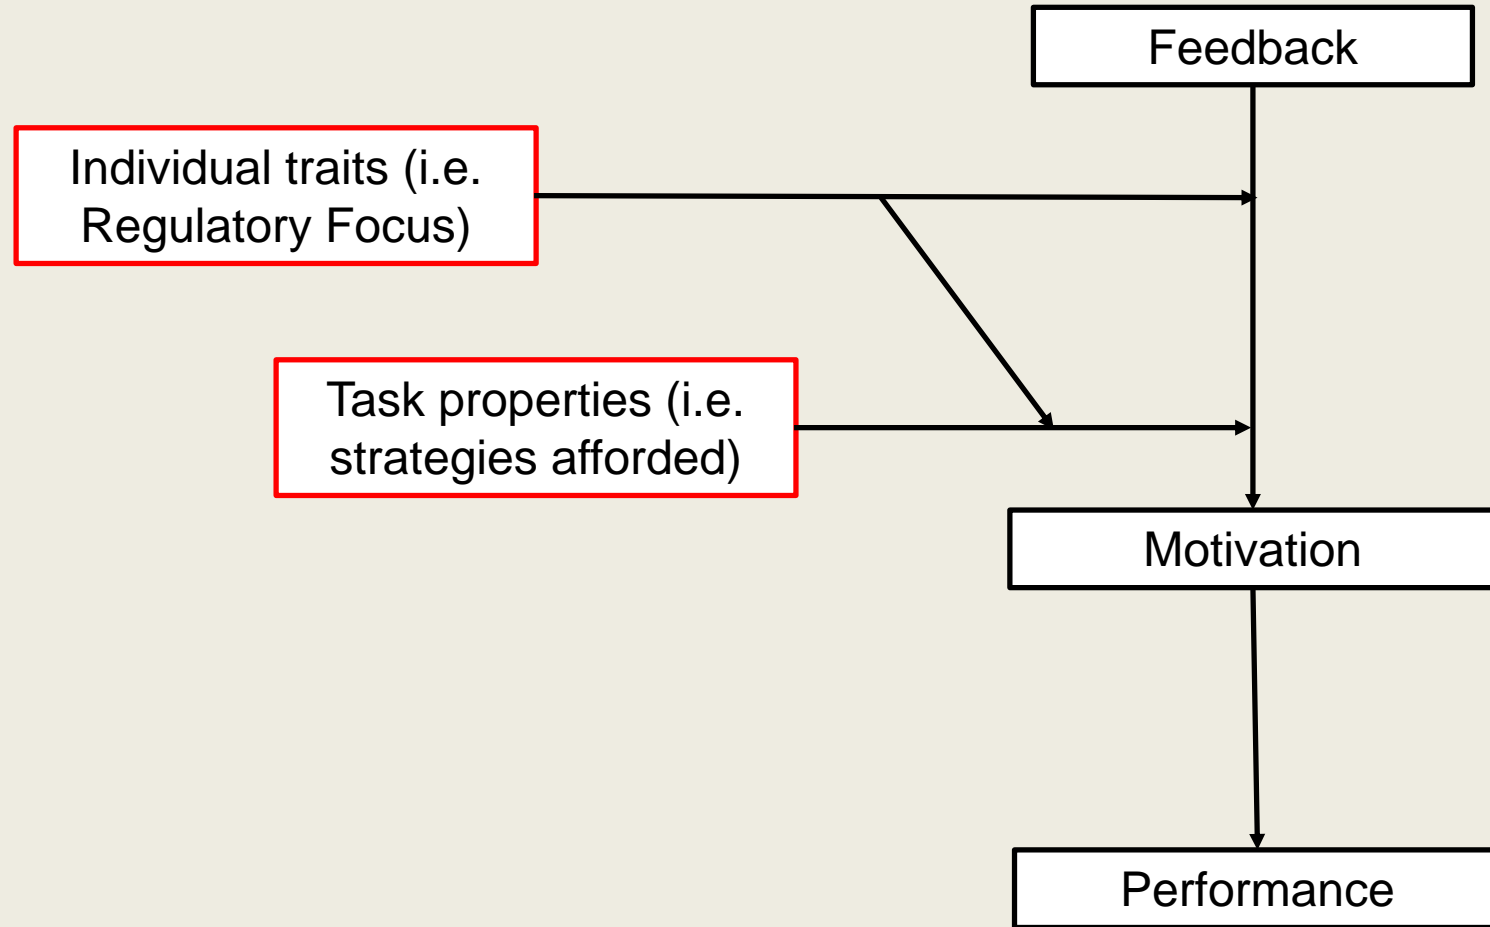 Feedback
Individual traits (i.e.
Regulatory Focus)
Task properties (i.e.
strategies afforded)
Motivation
Performance